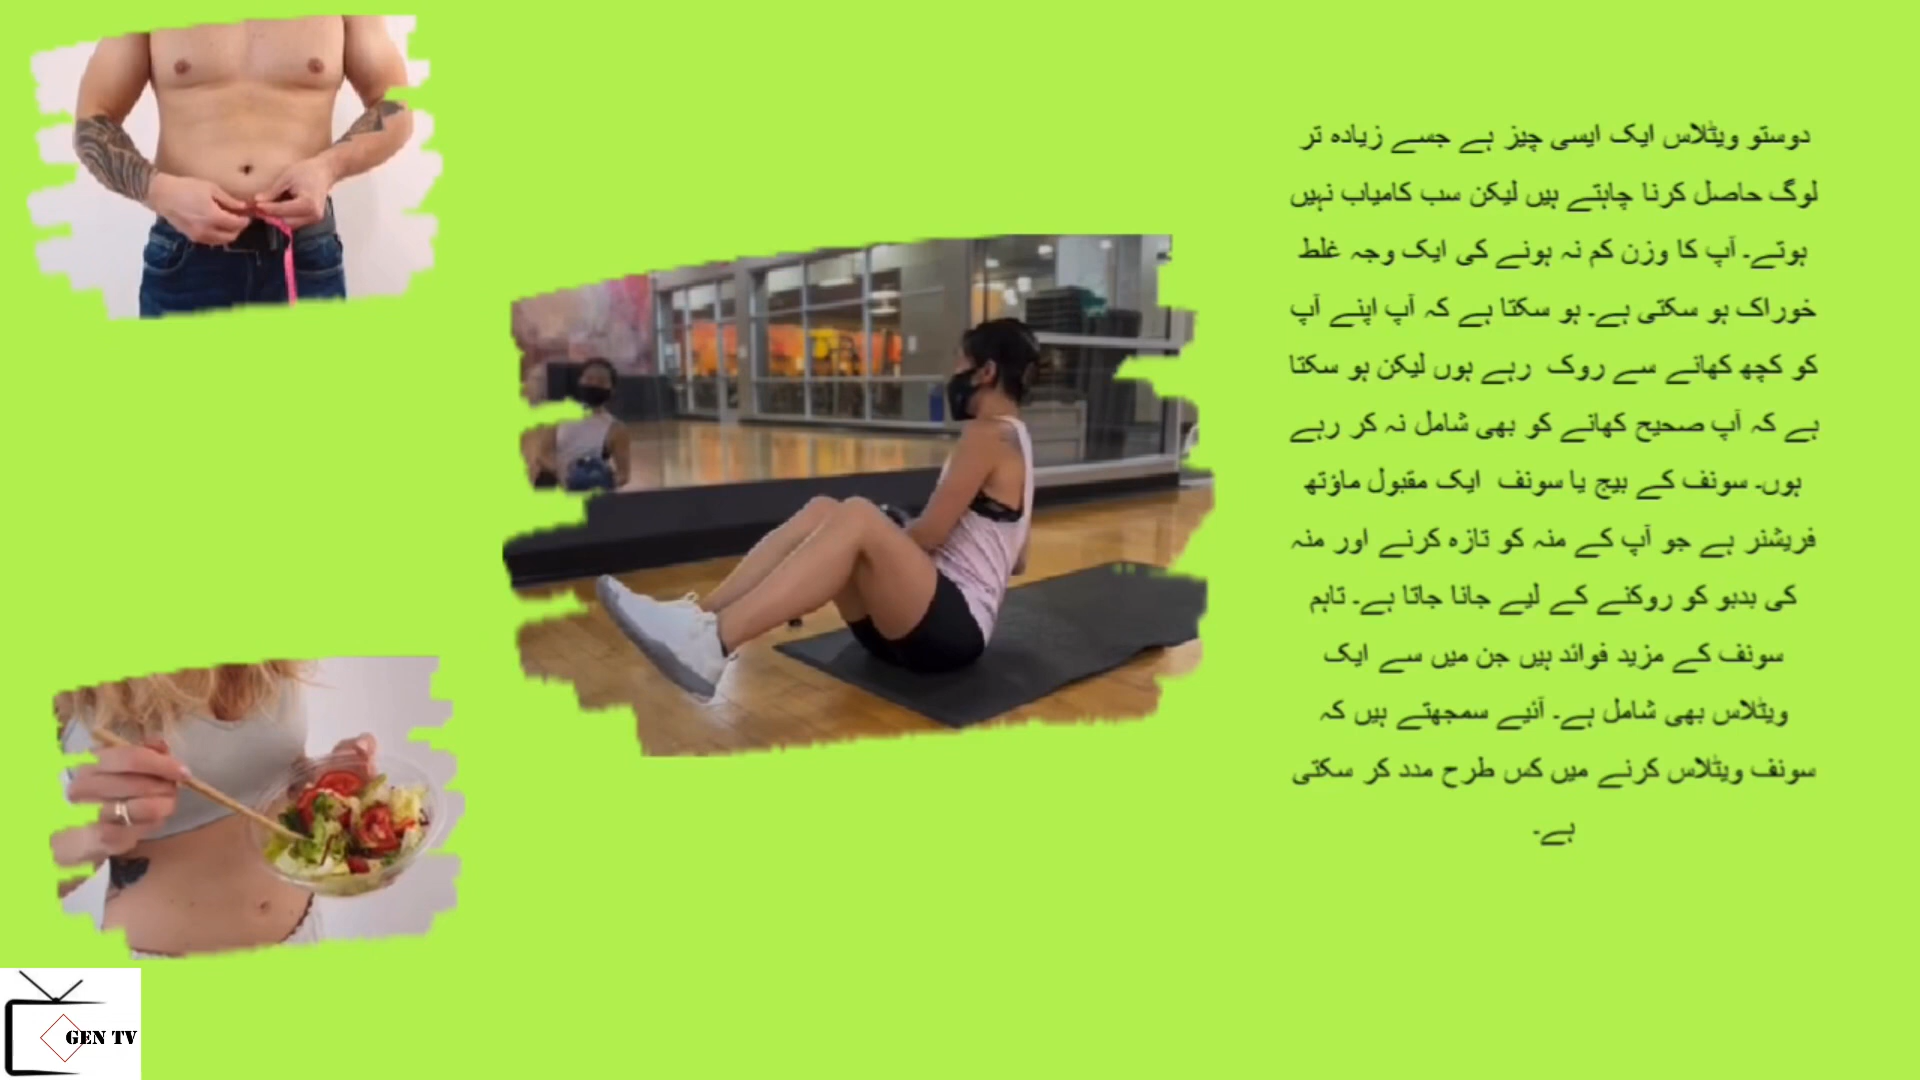 دوستو ویٹلاس ایک ایسی چیز ہے جسے زیادہ تر
لوگ حاصل کرنا چاہتے ہیں لیکن سب کامیاب نہیں
ہوتے۔ آپ کا وزن کم نہ ہونے کی ایک وجہ غلط
خوراک ہو سکتی ہے۔ ہو سکتا ہے کہ آپ اپنے آپ
کو کچھ کھانے سے روک رہے ہوں لیکن ہو سکتا
ہے کہ آپ صحیح کھانے کو بھی شامل نہ کر رہے
ہوں۔ سونف کے بیج یا سونف ایک مقبول ماؤتھ
فریشنر ہے جو آپ کے منہ کو تازہ کرنے اور منہ
کی بدبو کو روکنے کے لیے جانا جاتا ہے۔ تاہم
سونف کے مزید فوائد ہیں جن میں سے ایک
ویٹلاس بھی شامل ہے۔ آئیے سمجھتے ہیں کہ
سونف ویٹلاس کرنے میں کس طرح مدد کر سکتی
ہے۔
GEN TV